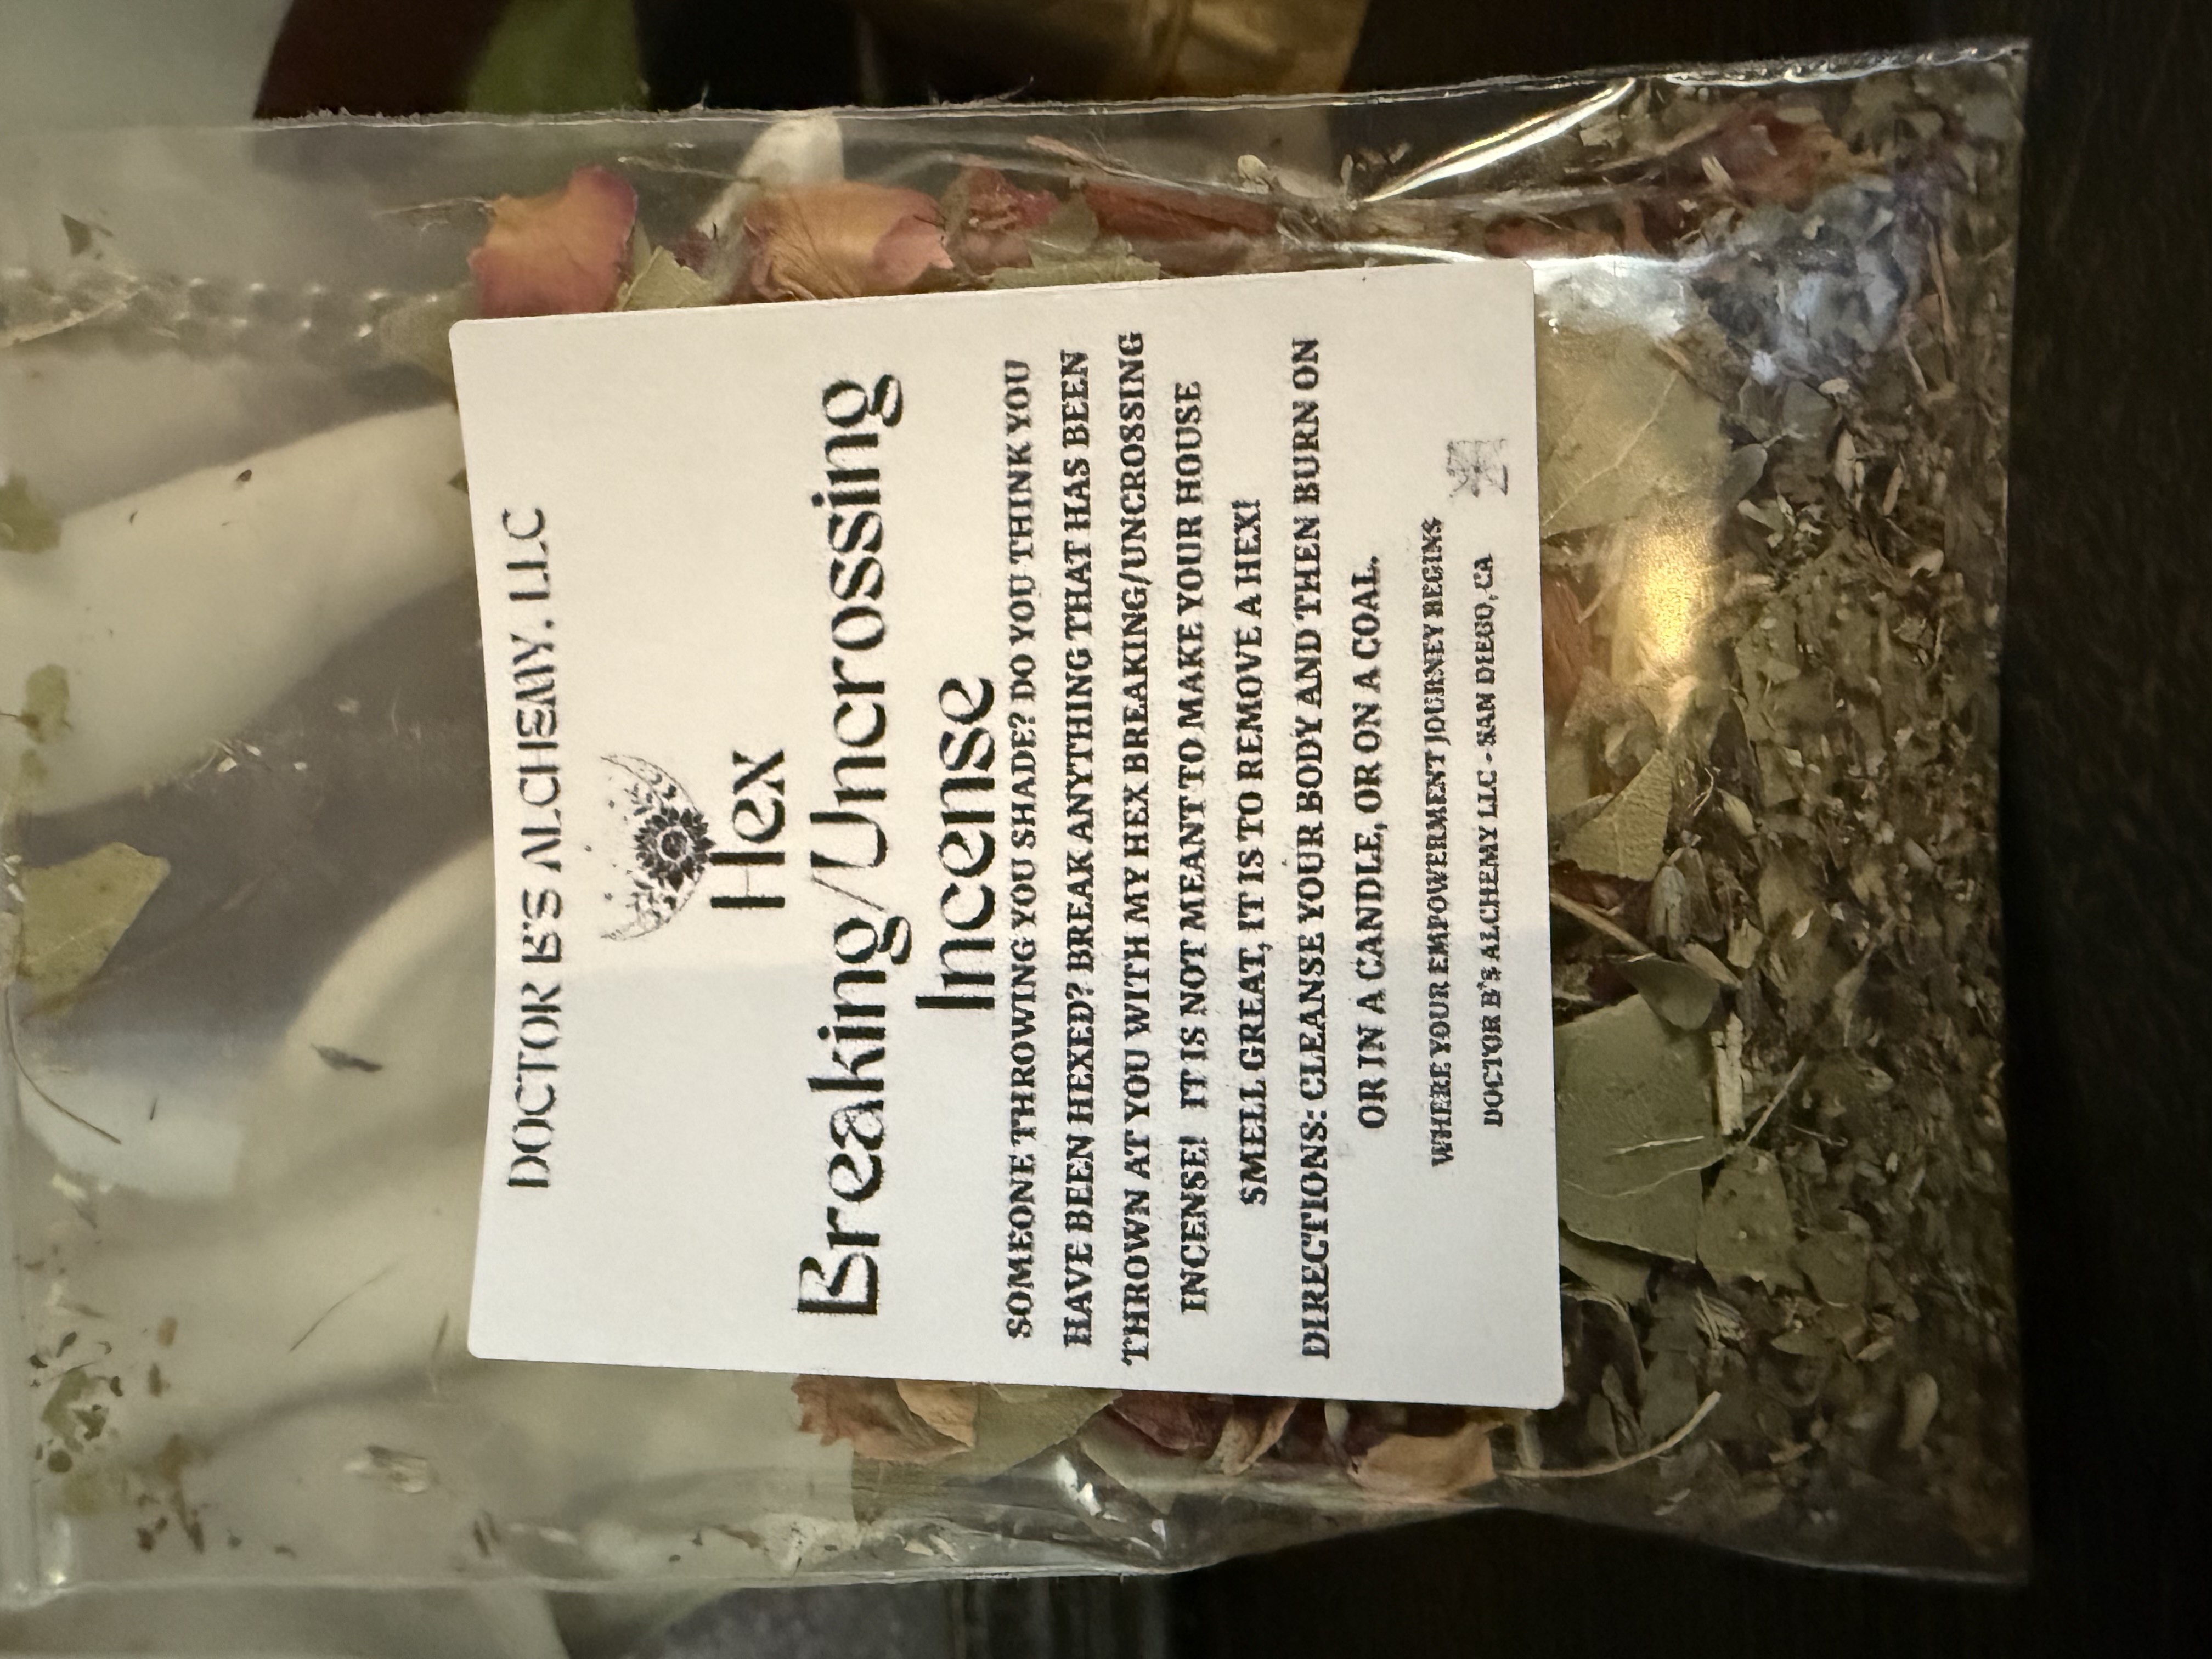 DOCTOR B'S ALCHEMY, LLC
Hex
Breaking/Uncrossing
Incense
SOMEONE THROWING YOU SHADE? DO YOU THINK YOU
HAVE BEEN HEXED? BREAK ANYTHING THAT HAS BEEN
THROWN AT YOU WITH MY HEX BREAKING/UNCROSSING
INCENSE! IT IS NOT MEANT TO MAKE YOUR HOUSE
SMELL GREAT, IT IS TO REMOVE A HEX!
DIRECTIONS: CLEANSE YOUR BODY AND THEN BURN ON
OR IN A CANDLE, OR ON A COAL.
WHERE YOUR EMPOWERMENT JOURNEY BEGINS
DOCTOR B'S ALCHEMY LLC - SAN DIEGO, CA